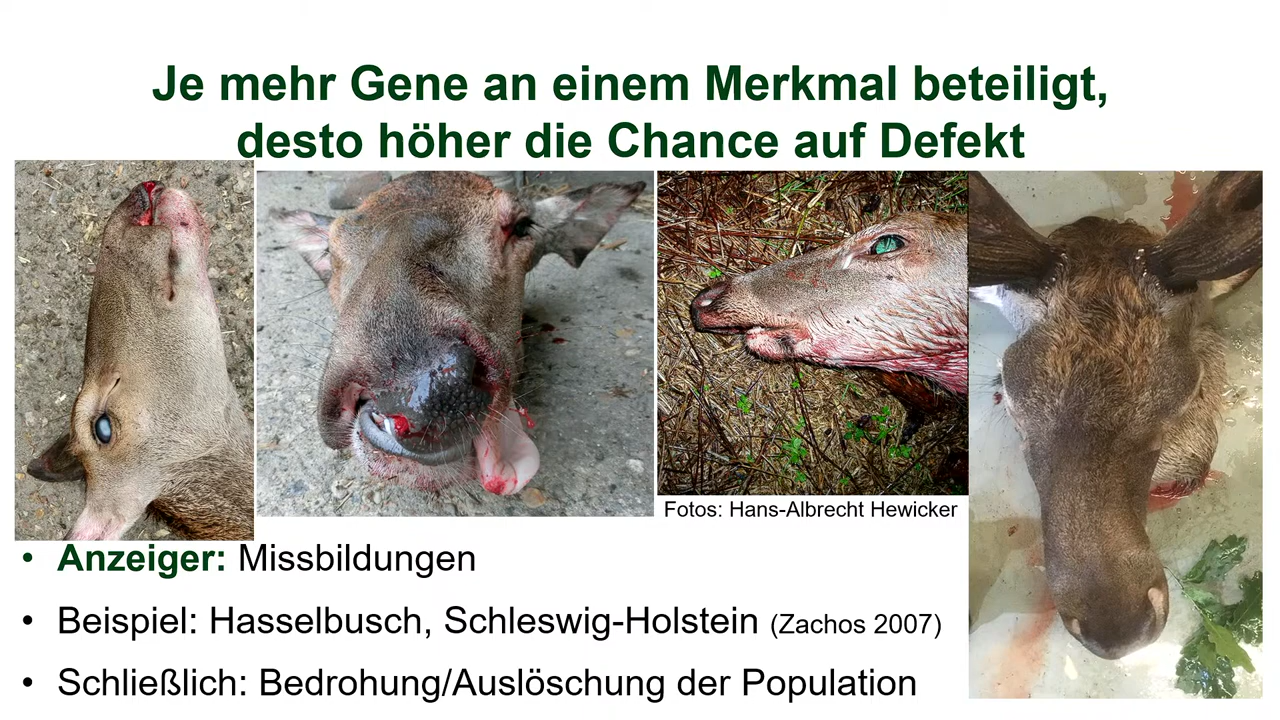 Je mehr Gene an einem Merkmal beteiligt,
desto höher die Chance auf Defekt
Fotos: Hans-Albrecht Hewicker
• Anzeiger: Missbildungen
• Beispiel: Hasselbusch, Schleswig-Holstein (Zachos 2007)
• Schließlich: Bedrohung/Auslöschung der Population